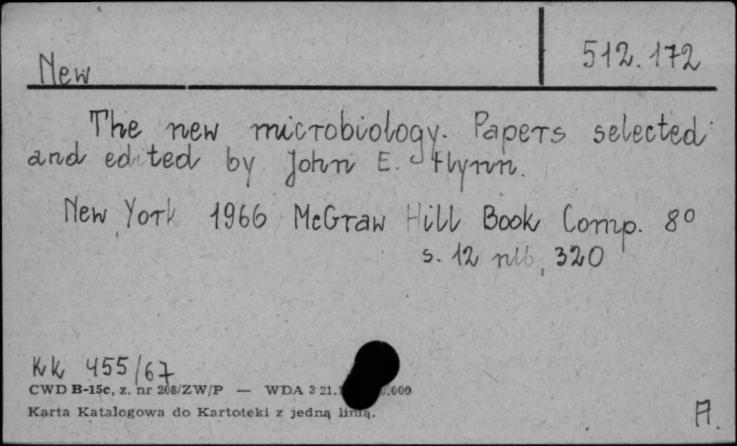 New
512.172
The new microbiology. Papers selected
and edited by John E. Flynn.
New York 1966 McGraw Hill Book Comp. 8°
s. 12 nlb, 320
KK 455/67
CWD B-15c, z. nr 208/ZW/P — WDA 3 21.
Karta Katalogowa do Kartoteki z jedną linią.
A.